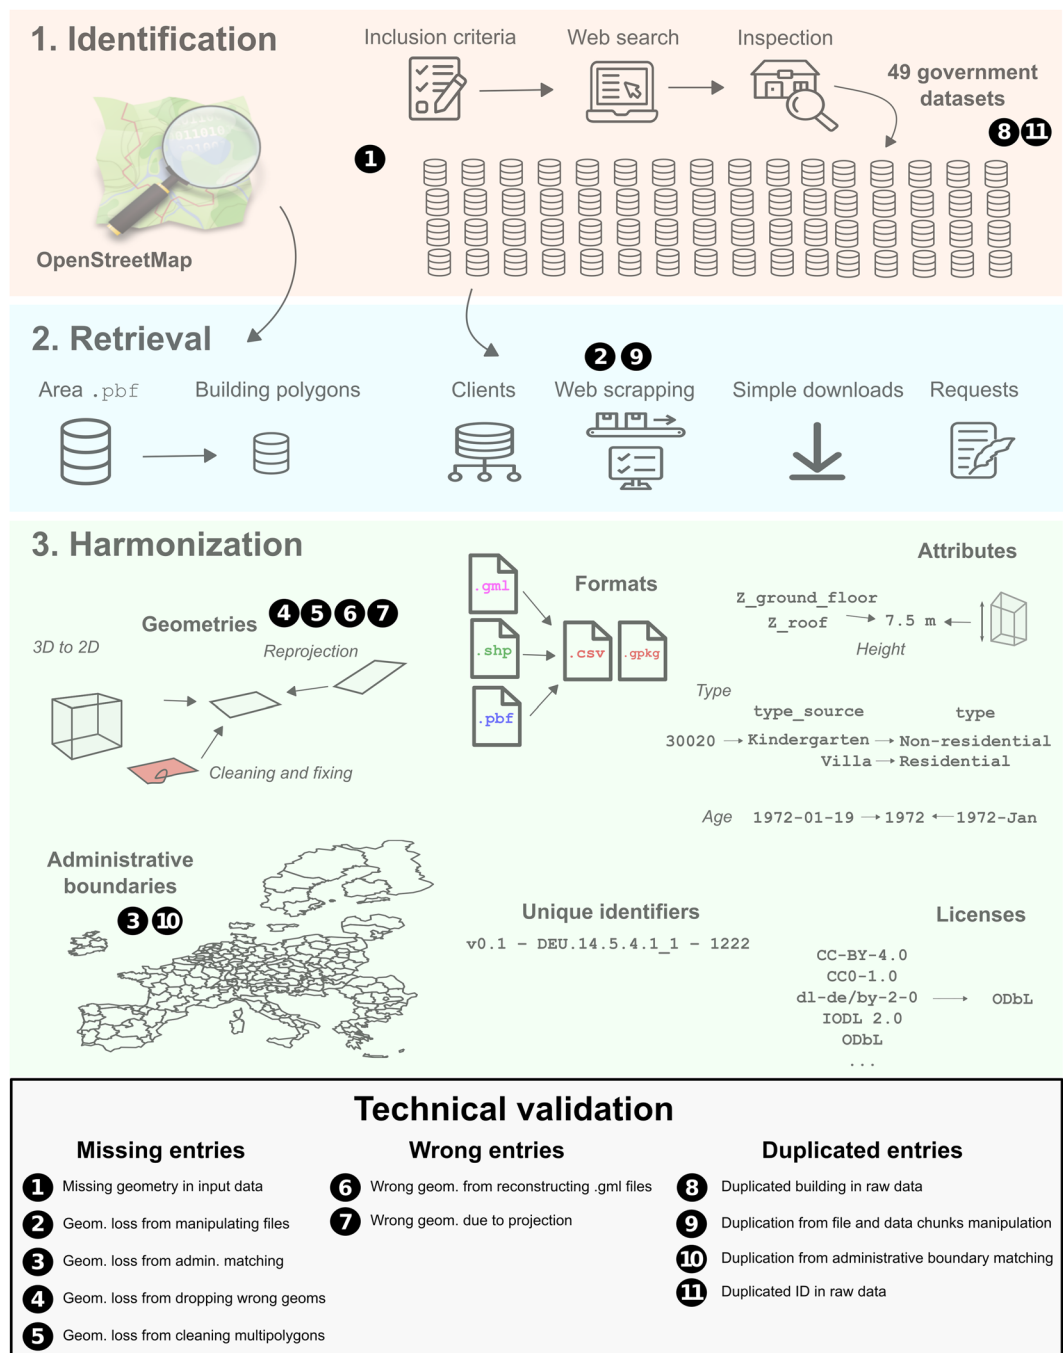 1. Identification
Inclusion criteria
Web search
Inspection
49 government
datasets
8 11
1
011010
OpenStreetMap
2. Retrieval
2 9
Area .pbf
Building polygons
Clients
Web scrapping
Simple downloads
Requests
3. Harmonization
Geometries
4 5 6 7
3D to 2D
Reprojection
Cleaning and fixing
Formats
.gml
.shp
.pbf
.csv
.gpkg
Attributes
Z_ground_floor
Z_roof
7.5 m
Height
Type
type_source
type
30020
Kindergarten
Non-residential
Villa
Residential
Age
1972-01-19
1972
1972-Jan
Administrative
boundaries
3 10
Unique identifiers
v0.1 – DEU.14.5.4.1_1 – 1222
Licenses
CC-BY-4.0
CC0-1.0
dl-de/by-2-0
IODL 2.0
ODbL
...
ODbL
Technical validation
Missing entries
1 Missing geometry in input data
2 Geom. loss from manipulating files
3 Geom. loss from admin. matching
4 Geom. loss from dropping wrong geoms
5 Geom. loss from cleaning multipolygons
Wrong entries
6 Wrong geom. from reconstructing .gml files
7 Wrong geom. due to projection
Duplicated entries
8 Duplicated building in raw data
9 Duplication from file and data chunks manipulation
10 Duplication from administrative boundary matching
11 Duplicated ID in raw data